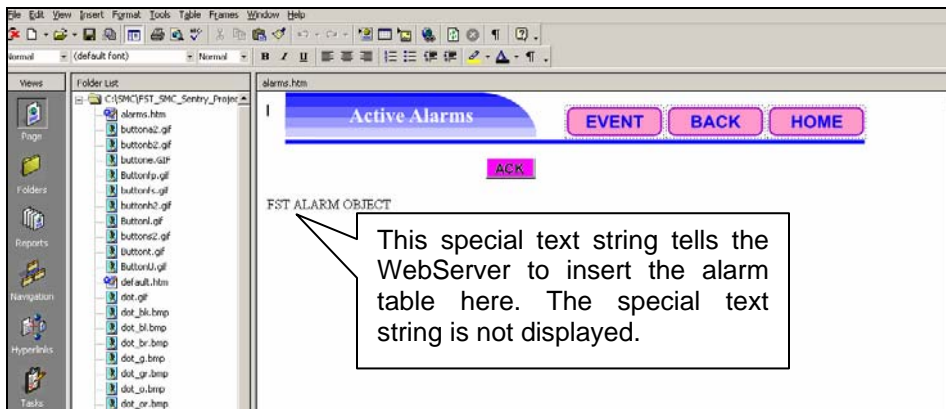 File Edit View Insert Format Tools Table Frames Window Help
Normal (default font) Normal B I U
Views Folder List alarms.htm
C:\SMC\FST_SMC_Sentry_Projec
alarms.htm
buttona2.gif
buttonb2.gif
buttone.GIF
Buttonfp.gif
buttonfs.gif
buttonh2.gif
Buttonl.gif
buttons2.gif
Buttont.gif
ButtonU.gif
default.htm
dot.gif
dot_bk.bmp
dot_bl.bmp
dot_br.bmp
dot_g.bmp
dot_gr.bmp
dot_o.bmp
dot_or.bmp
Page
Folders
Reports
Navigation
Hyperlinks
Tasks
Active Alarms
EVENT BACK HOME
ACK
FST ALARM OBJECT
This special text string tells the
WebServer to insert the alarm
table here. The special text
string is not displayed.